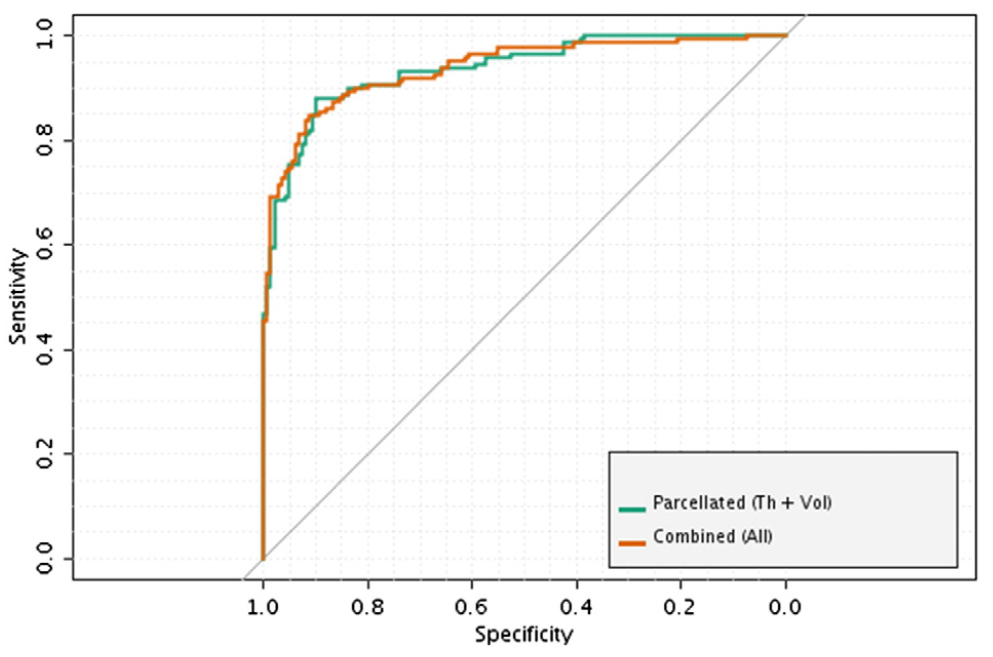 1.0
0.8
0.6
0.4
0.2
0.0
Sensitivity
Parcellated (Th + Vol)
Combined (All)
1.0 0.8 0.6 0.4 0.2 0.0
Specificity